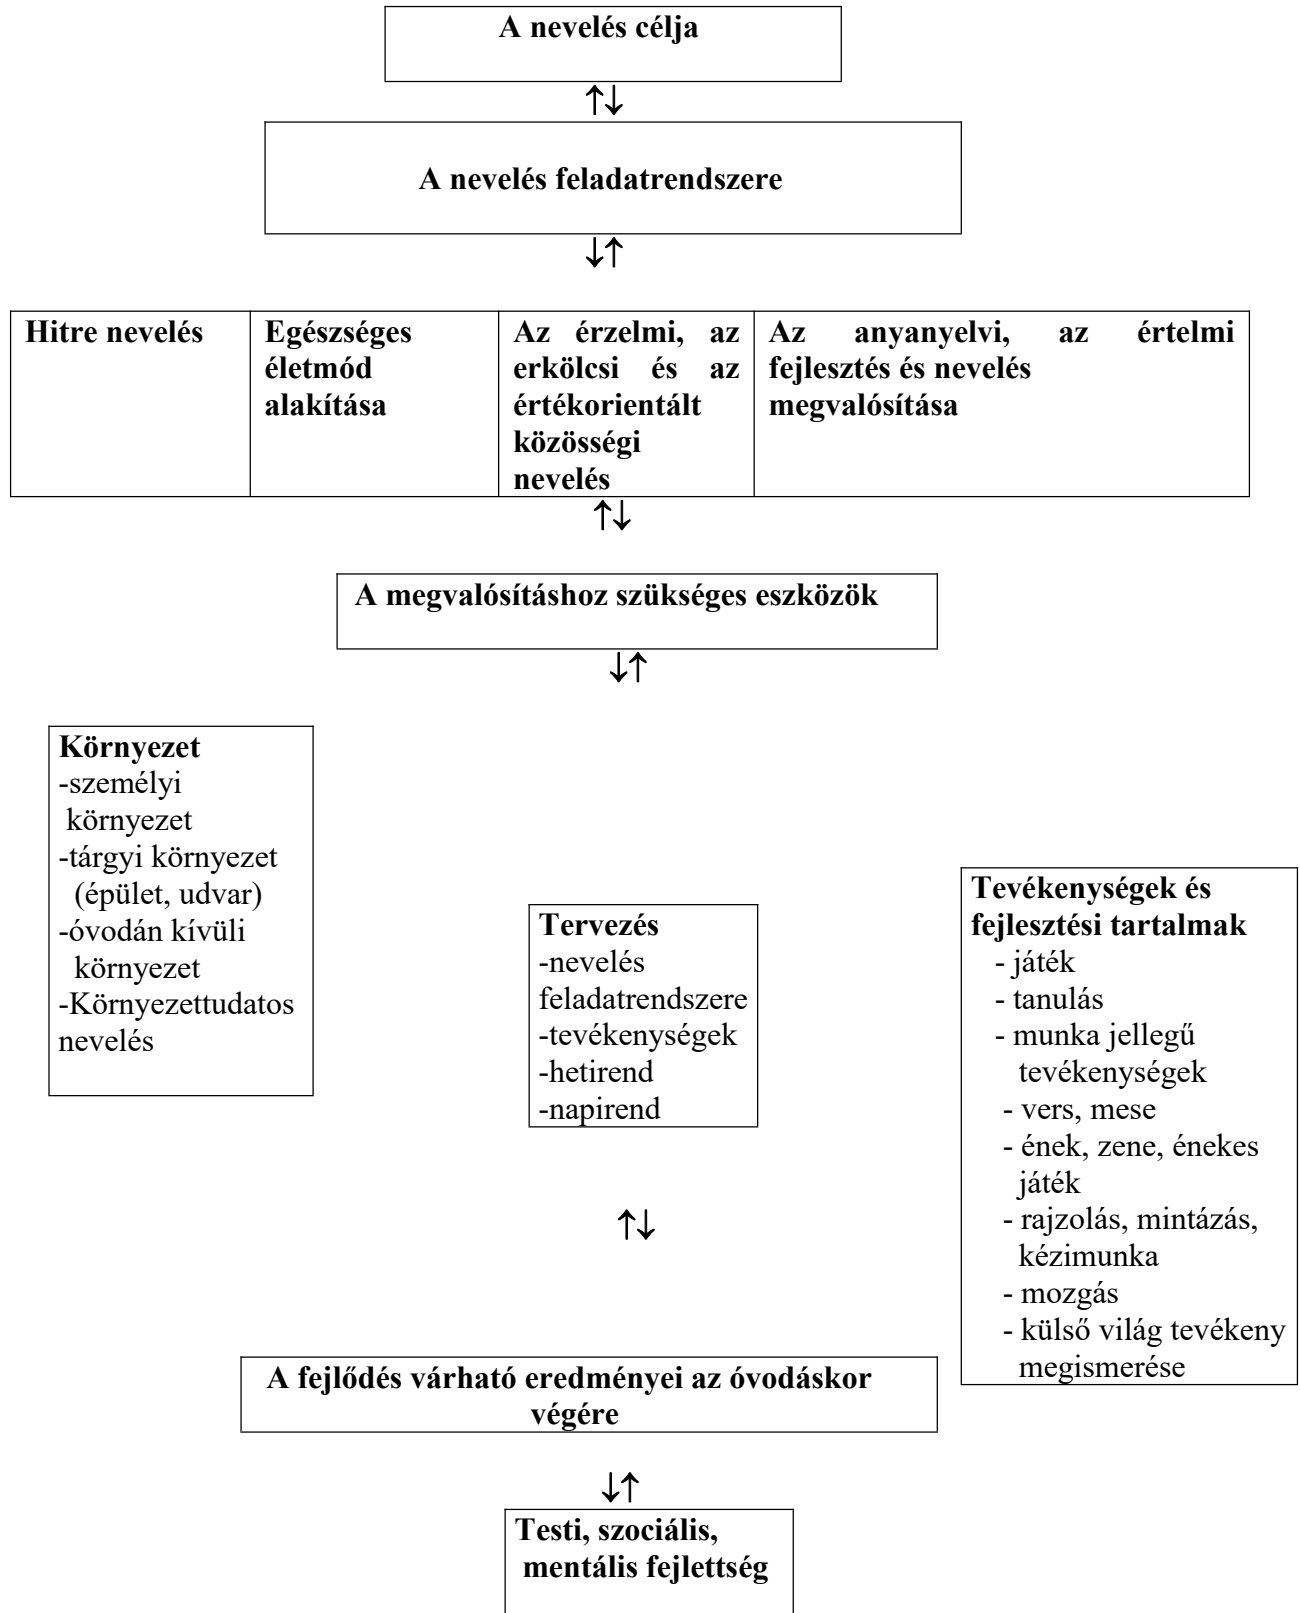 A nevelés célja
↑↓
A nevelés feladatrendszere
↓↑
Hitre nevelés
Egészséges
életmód
alakítása
Az érzelmi, az
erkölcsi és az
értékorientált
közösségi
nevelés
Az anyanyelvi, az értelmi
fejlesztés és nevelés
megvalósítása
↑↓
A megvalósításhoz szükséges eszközök
↓↑
Környezet
-személyi
környezet
-tárgyi környezet
(épület, udvar)
-óvodán kívüli
környezet
-Környezettudatos
nevelés
Tervezés
-nevelés
feladatrendszere
-tevékenységek
-hetirend
-napirend
Tevékenységek és
fejlesztési tartalmak
- játék
- tanulás
- munka jellegű
tevékenységek
- vers, mese
- ének, zene, énekes
játék
- rajzolás, mintázás,
kézimunka
- mozgás
- külső világ tevékeny
megismerése
↑↓
A fejlődés várható eredményei az óvodáskor
végére
↓↑
Testi, szociális,
mentális fejlettség